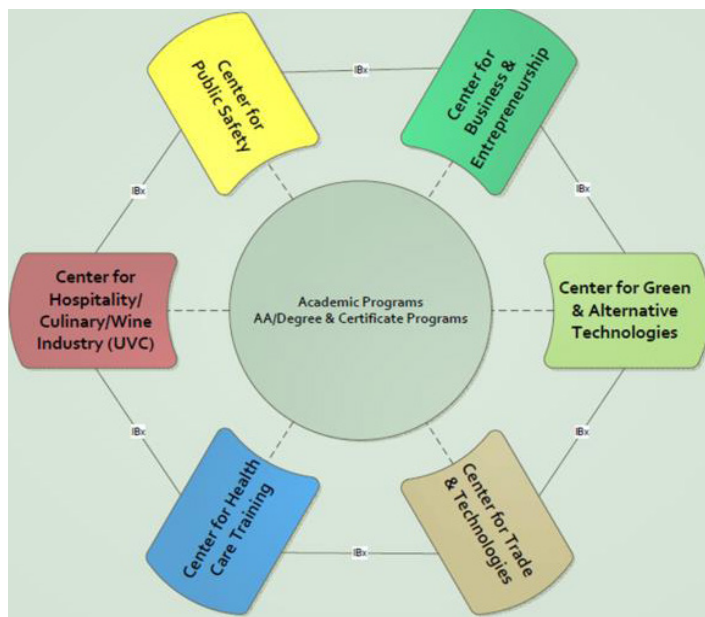 Center for
Public Safety
IBx
Center for
Business &
Entrepreneurship
IBx
IBx
Center for
Hospitality/
Culinary/Wine
Industry (UVC)
Academic Programs
AA/Degree & Certificate Programs
Center for Green
& Alternative
Technologies
IBx
IBx
Center for Health
Care Training
IBx
Center for Trade
& Technologies